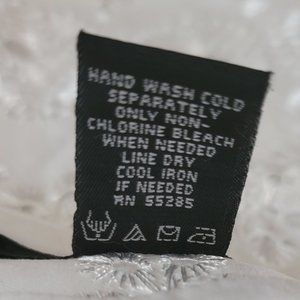 HAND WASH COLD
SEPARATELY
ONLY NON-
CHLORINE BLEACH
WHEN NEEDED
LINE DRY
COOL IRON
IF NEEDED
RN 55285